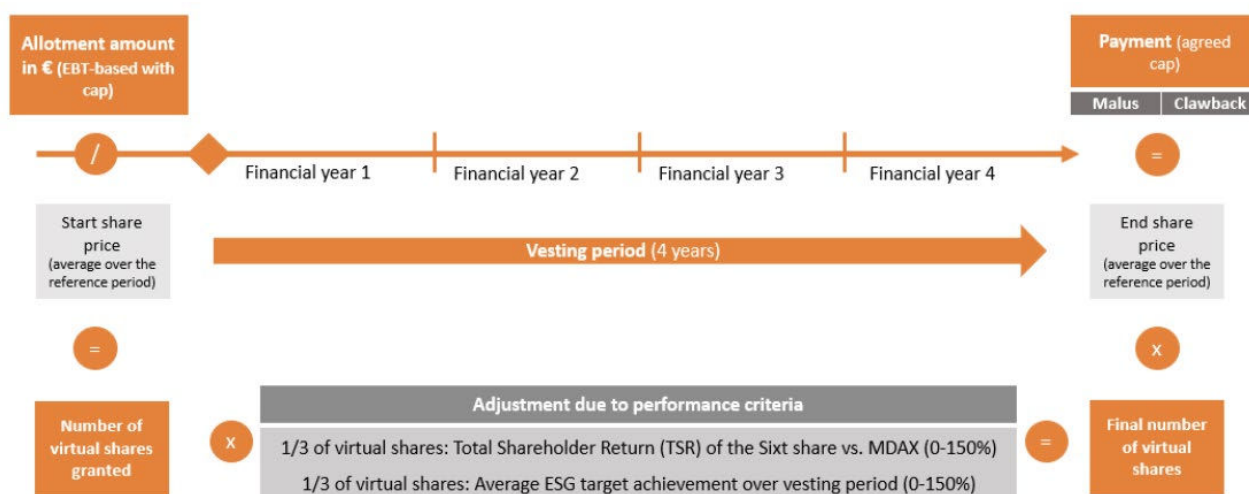 Allotment amount
in € (EBT-based with
cap)
Payment (agreed
cap)
Malus
Clawback
/
=
Financial year 1
Financial year 2
Financial year 3
Financial year 4
Start share
price
(average over the
reference period)
Vesting period (4 years)
End share
price
(average over the
reference period)
=
x
Number of
virtual shares
granted
x
Adjustment due to performance criteria
1/3 of virtual shares: Total Shareholder Return (TSR) of the Sixt share vs. MDAX (0-150%)
1/3 of virtual shares: Average ESG target achievement over vesting period (0-150%)
=
Final number
of virtual
shares